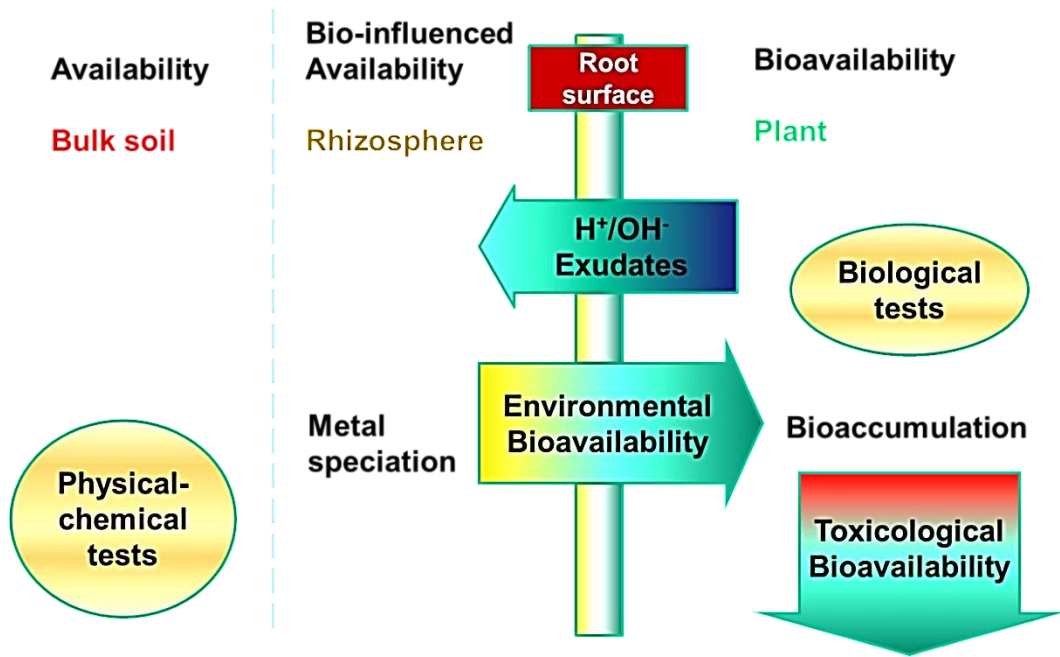 Availability
Bulk soil
Physical-
chemical
tests
Bio-influenced
Availability
Rhizosphere
Metal
speciation
Root
surface
H⁺/OH⁻
Exudates
Environmental
Bioavailability
Bioavailability
Plant
Biological
tests
Bioaccumulation
Toxicological
Bioavailability